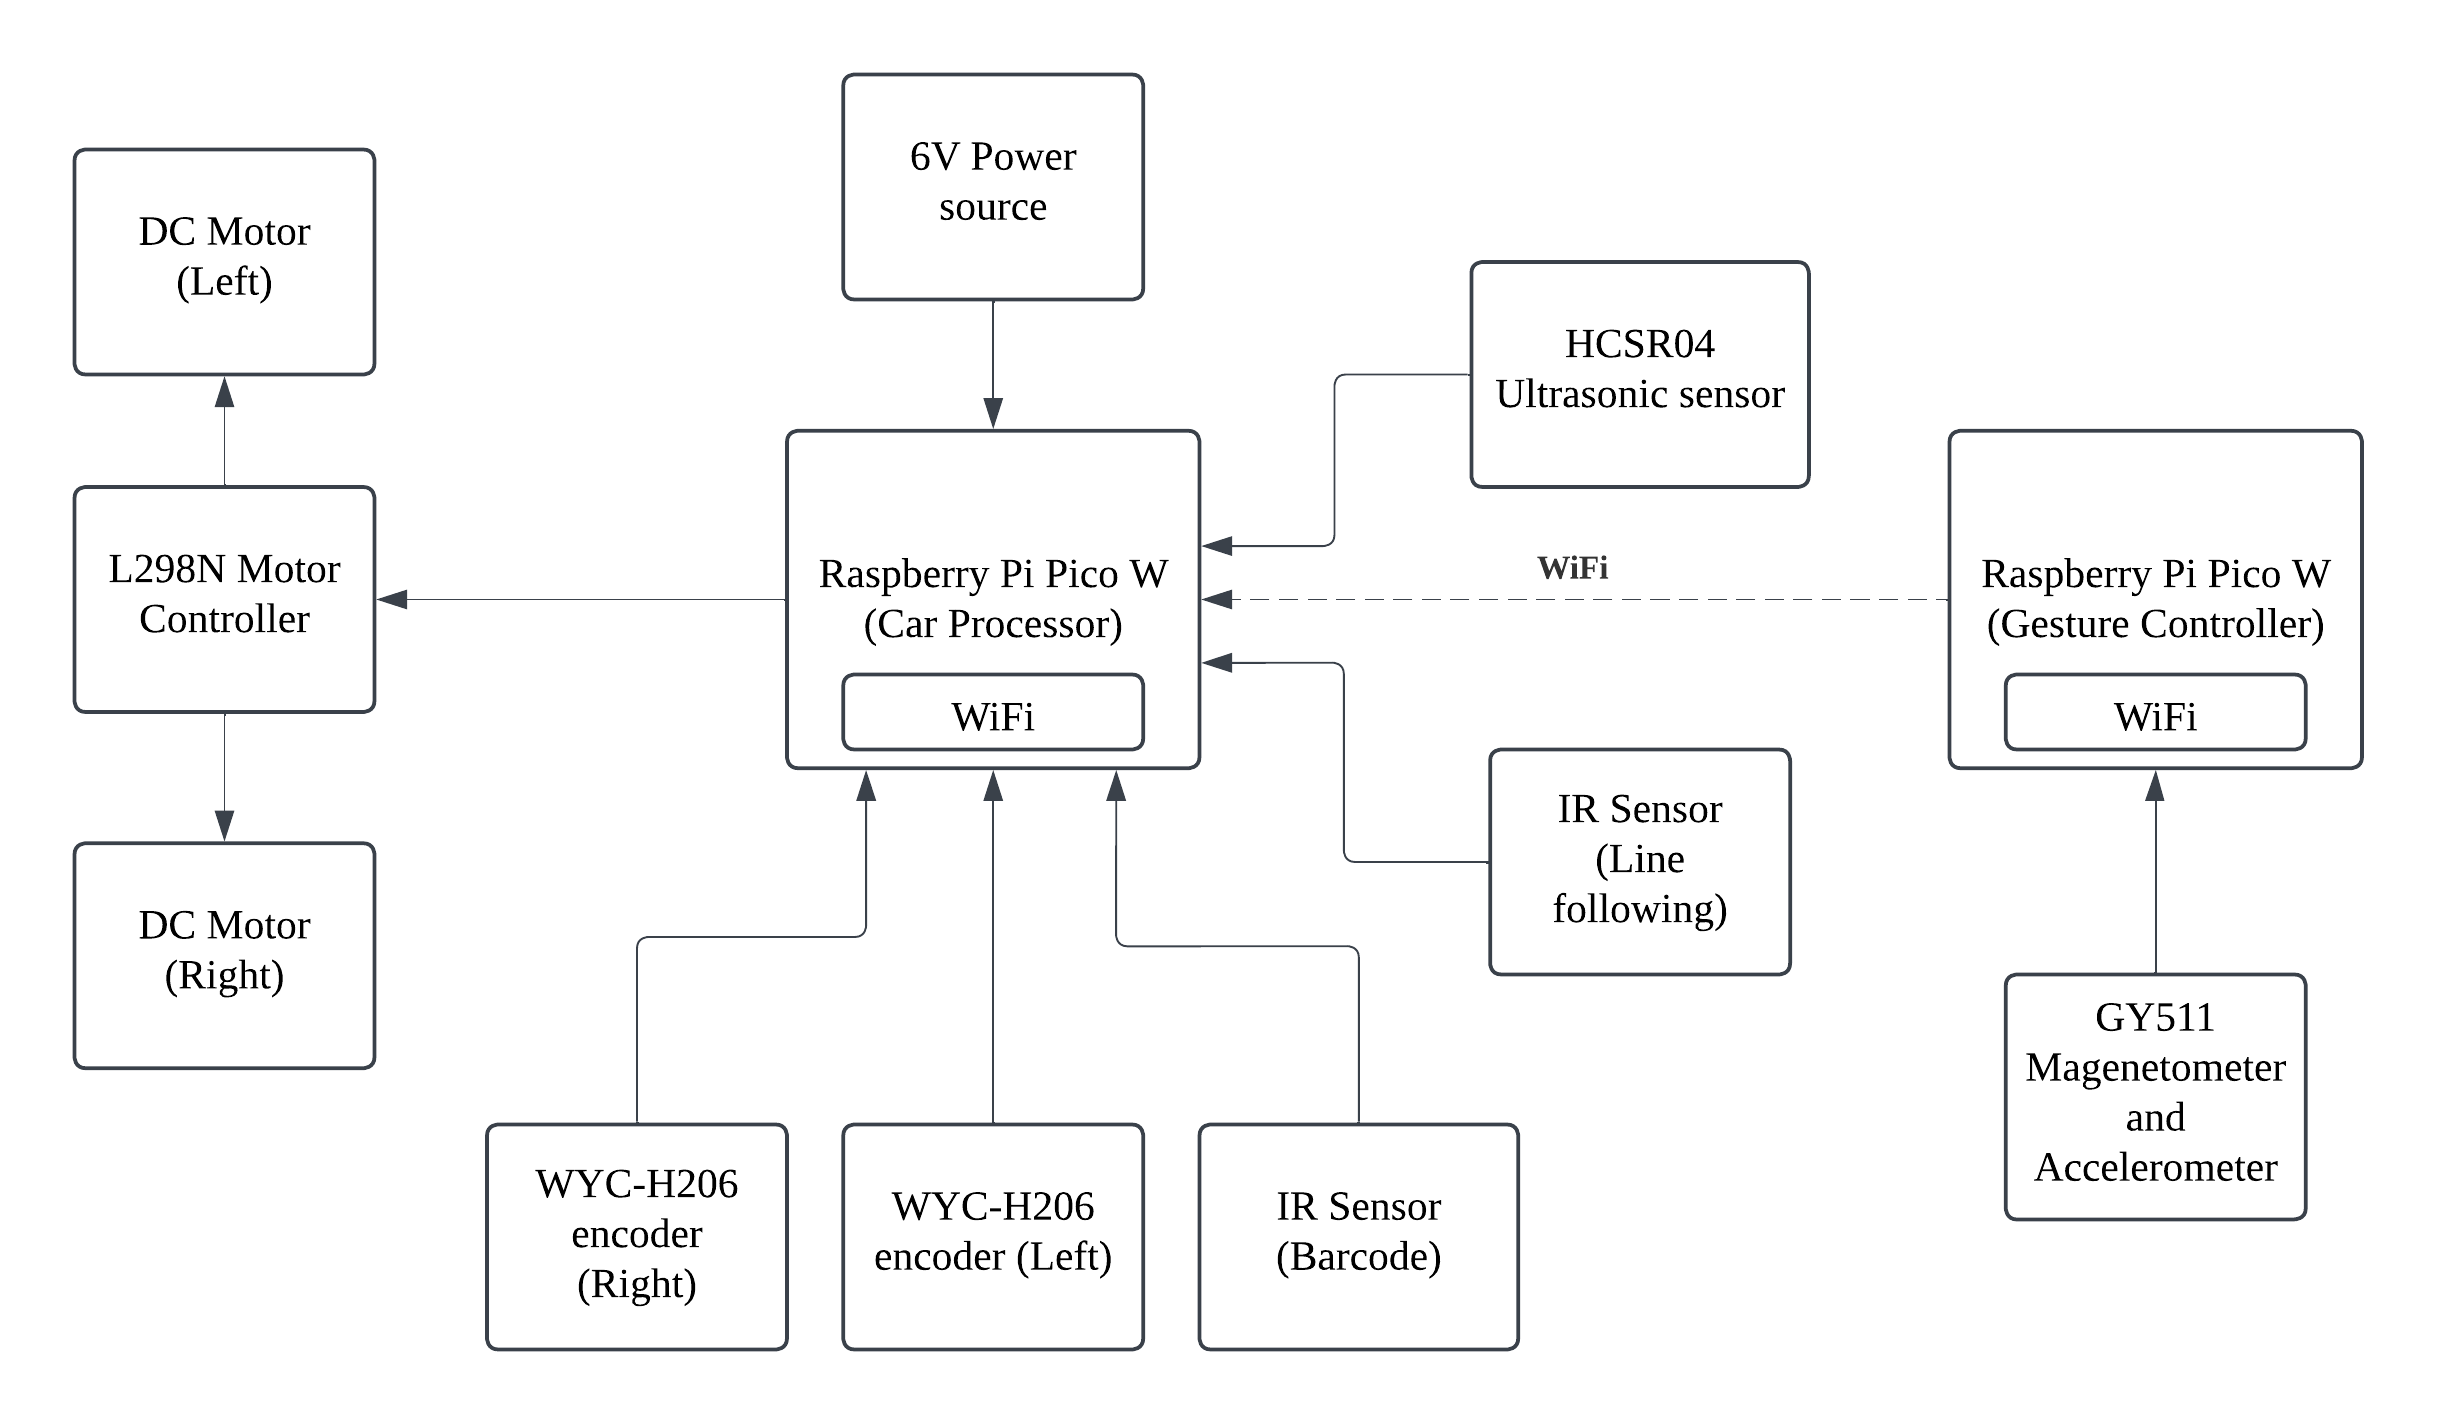 6V Power
source
DC Motor
(Left)
HCSR04
Ultrasonic sensor
L298N Motor
Controller
Raspberry Pi Pico W
(Car Processor)
WiFi
WiFi
Raspberry Pi Pico W
(Gesture Controller)
WiFi
IR Sensor
(Line
following)
DC Motor
(Right)
GY511
Magenetometer
and
Accelerometer
WYC-H206
encoder
(Right)
WYC-H206
encoder (Left)
IR Sensor
(Barcode)